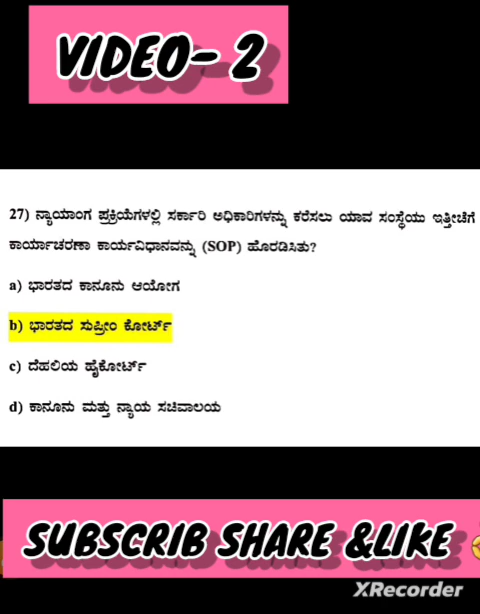 VIDEO- 2
27) ನ್ಯಾಯಾಂಗ ಪ್ರಕ್ರಿಯೆಗಳಲ್ಲಿ ಸರ್ಕಾರಿ ಅಧಿಕಾರಿಗಳನ್ನು ಕರೆಸಲು ಯಾವ ಸಂಸ್ಥೆಯು ಇತ್ತೀಚೆಗೆ
ಕಾರ್ಯಾಚರಣಾ ಕಾರ್ಯವಿಧಾನವನ್ನು (SOP) ಹೊರಡಿಸಿತು?
a) ಭಾರತದ ಕಾನೂನು ಆಯೋಗ
b) ಭಾರತದ ಸುಪ್ರೀಂ ಕೋರ್ಟ್
c) ದೆಹಲಿಯ ಹೈಕೋರ್ಟ್
d) ಕಾನೂನು ಮತ್ತು ನ್ಯಾಯ ಸಚಿವಾಲಯ
SUBSCRIB SHARE &LIKE
XRecorder